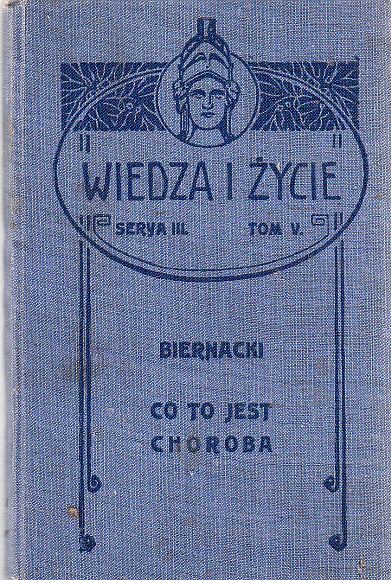 WIEDZA I ŻYCIE
SERYA III. TOM V.
BIERNACKI
CO TO JEST
CHOROBA